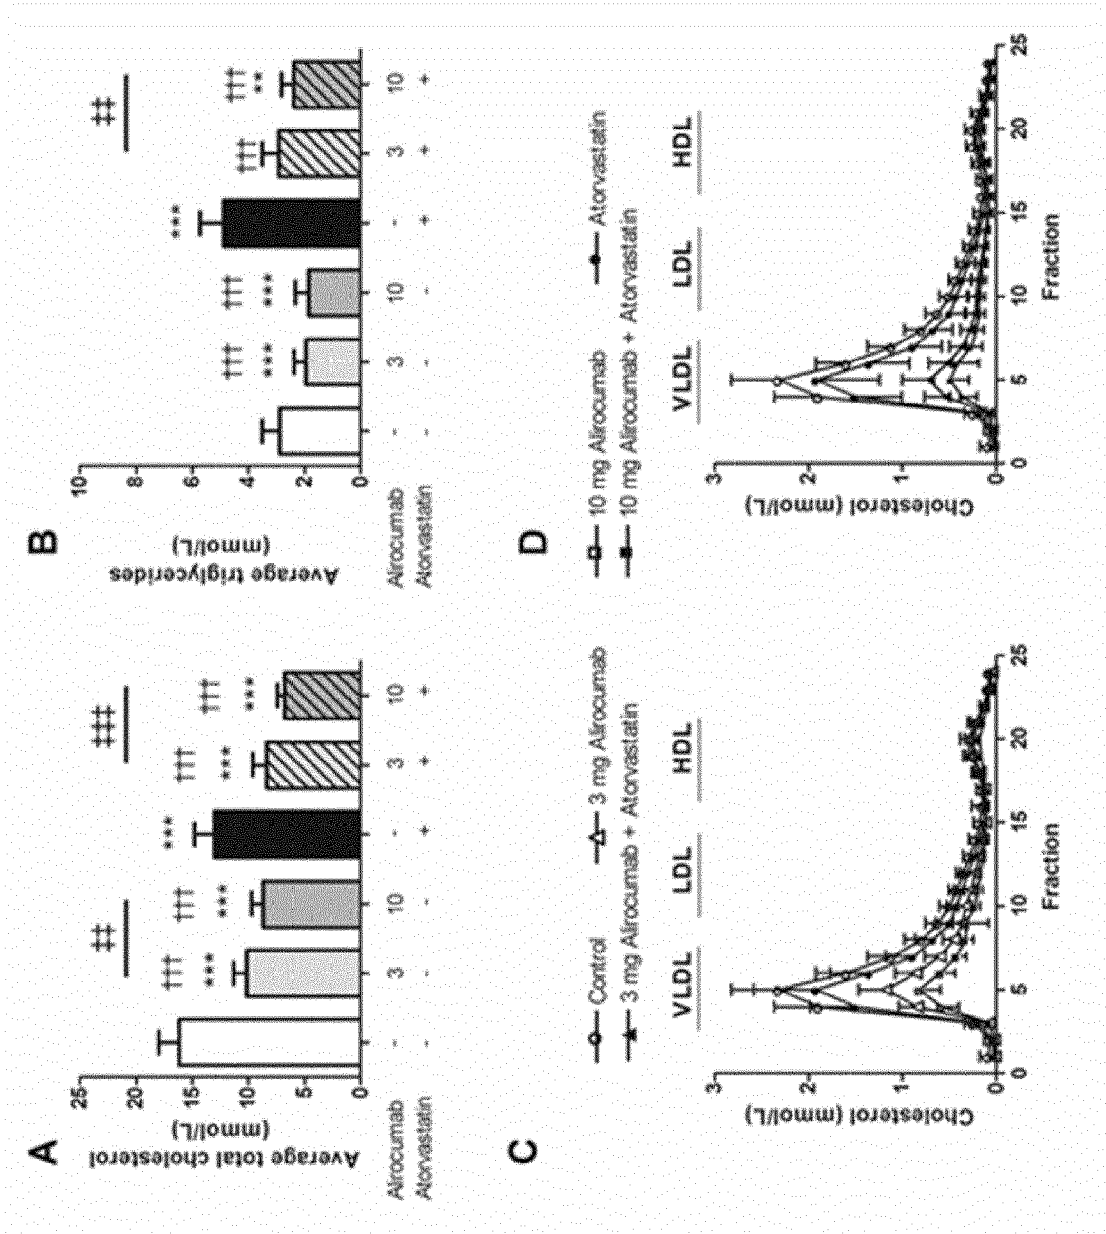 A
Average total cholesterol
(mmol/L)
25
20
15
10
5
0
‡‡
‡‡‡
†††
***
†††
***
***
†††
***
†††
***
Alirocumab - 3 10 - 3 10
Atorvastatin - - - + + +
B
Average triglycerides
(mmol/L)
10
8
6
4
2
0
‡‡
†††
***
†††
***
***
†††
†††
**
Alirocumab - 3 10 - 3 10
Atorvastatin - - - + + +
C
Control
3 mg Alirocumab
3 mg Alirocumab + Atorvastatin
VLDL LDL HDL
Cholesterol (mmol/L)
3
2
1
0
0 5 10 15 20 25
Fraction
D
10 mg Alirocumab
Atorvastatin
10 mg Alirocumab + Atorvastatin
VLDL LDL HDL
Cholesterol (mmol/L)
3
2
1
0
0 5 10 15 20 25
Fraction